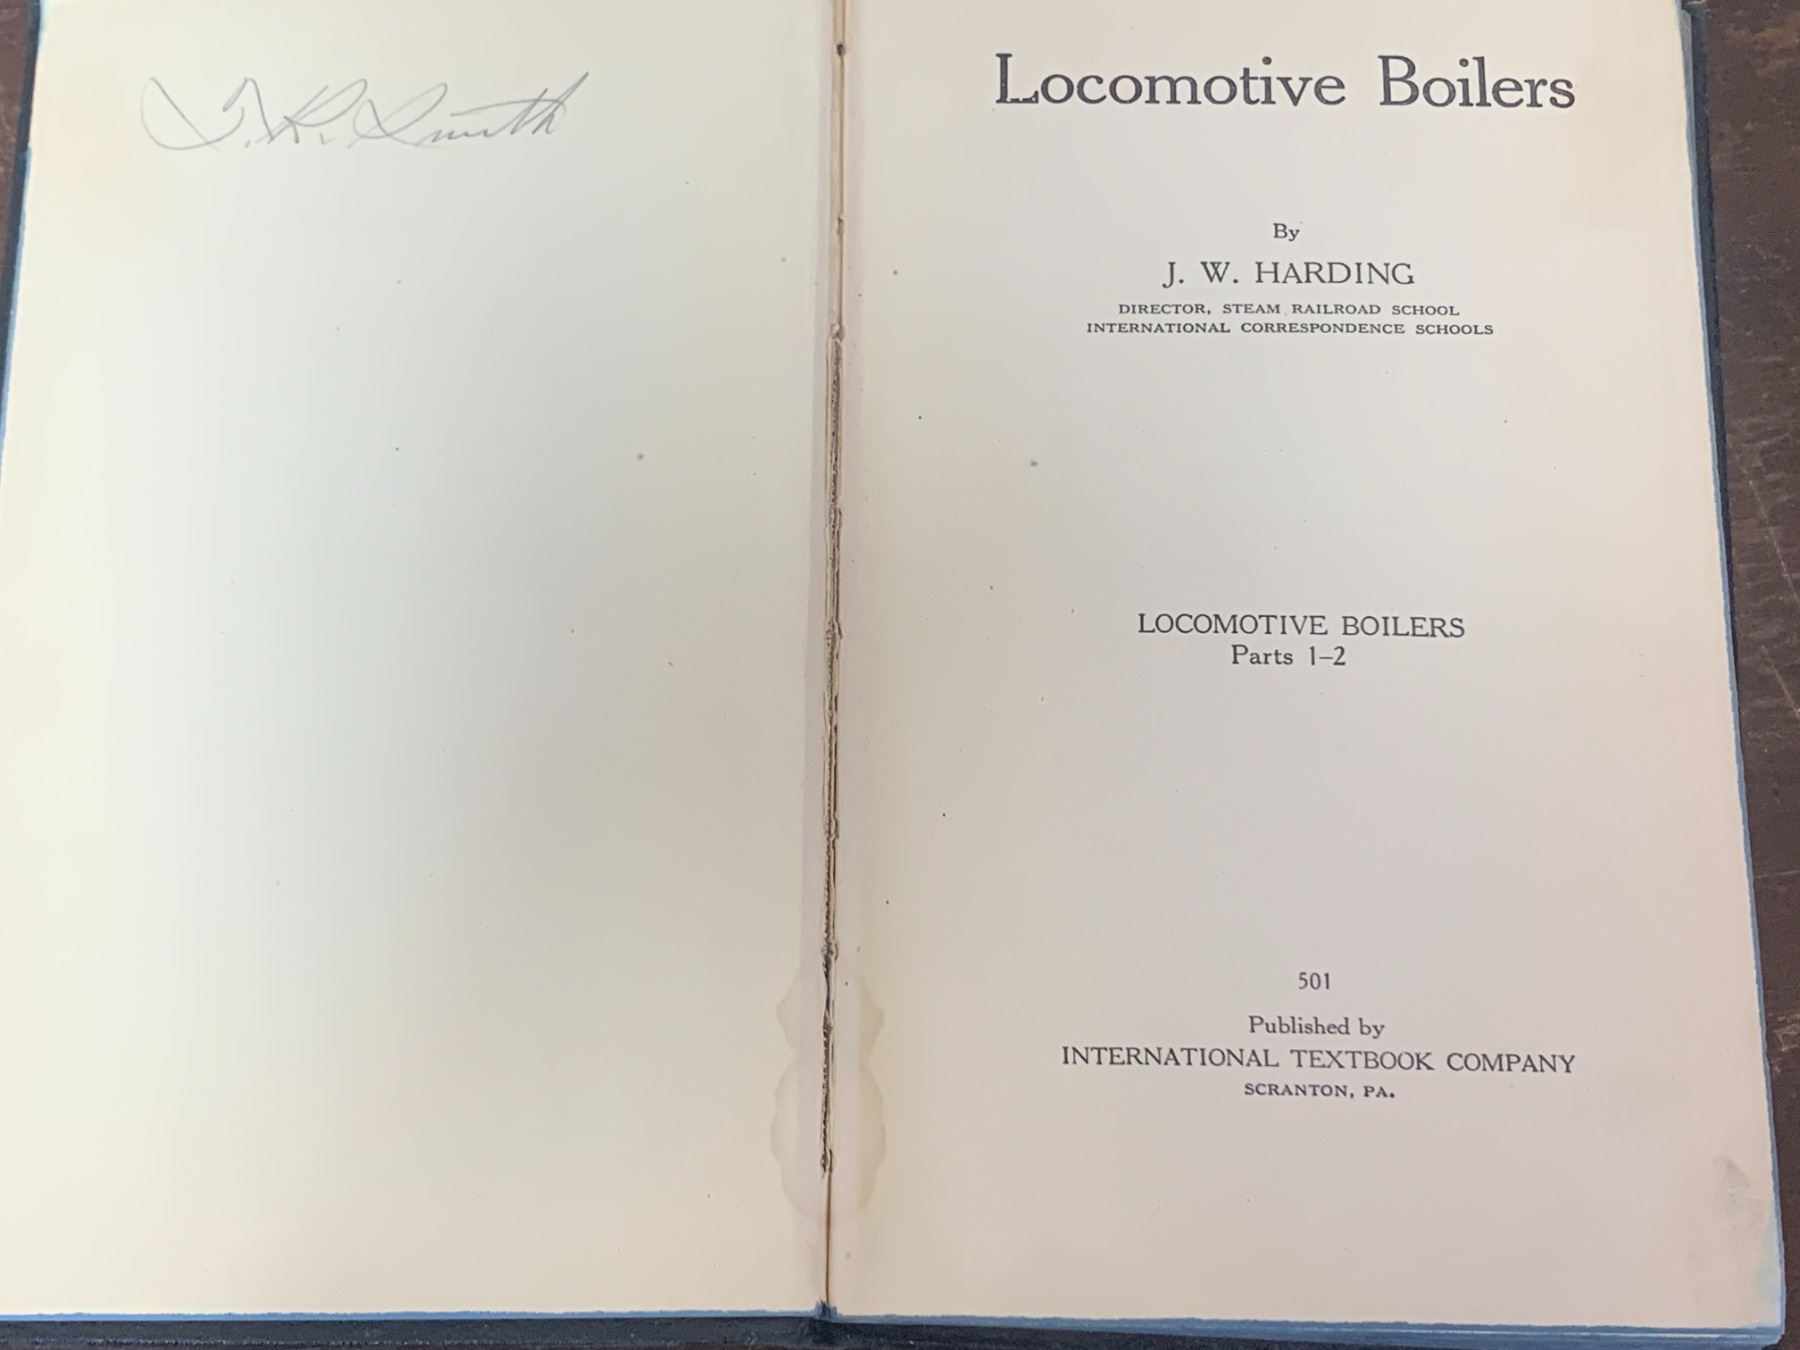 T. R. Smith
Locomotive Boilers
By
J. W. HARDING
DIRECTOR, STEAM RAILROAD SCHOOL
INTERNATIONAL CORRESPONDENCE SCHOOLS
LOCOMOTIVE BOILERS
Parts 1–2
501
Published by
INTERNATIONAL TEXTBOOK COMPANY
SCRANTON, PA.